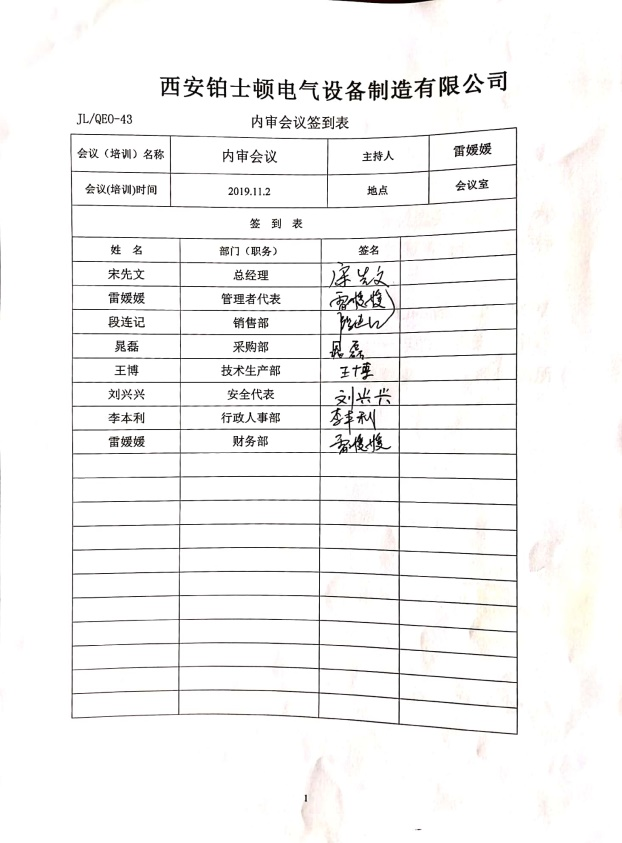 西安铂士顿电气设备制造有限公司
JL/QEO-43 内审会议签到表
会议（培训）名称 内审会议 主持人 雷媛媛
会议(培训)时间 2019.11.2 地点 会议室
签 到 表
姓 名 部门（职务） 签名
宋先文 总经理 宋先文
雷媛媛 管理者代表 雷媛媛
段连记 销售部 段连记
晁磊 采购部 晁磊
王博 技术生产部 王博
刘兴兴 安全代表 刘兴兴
李本利 行政人事部 李本利
雷媛媛 财务部 雷媛媛
1